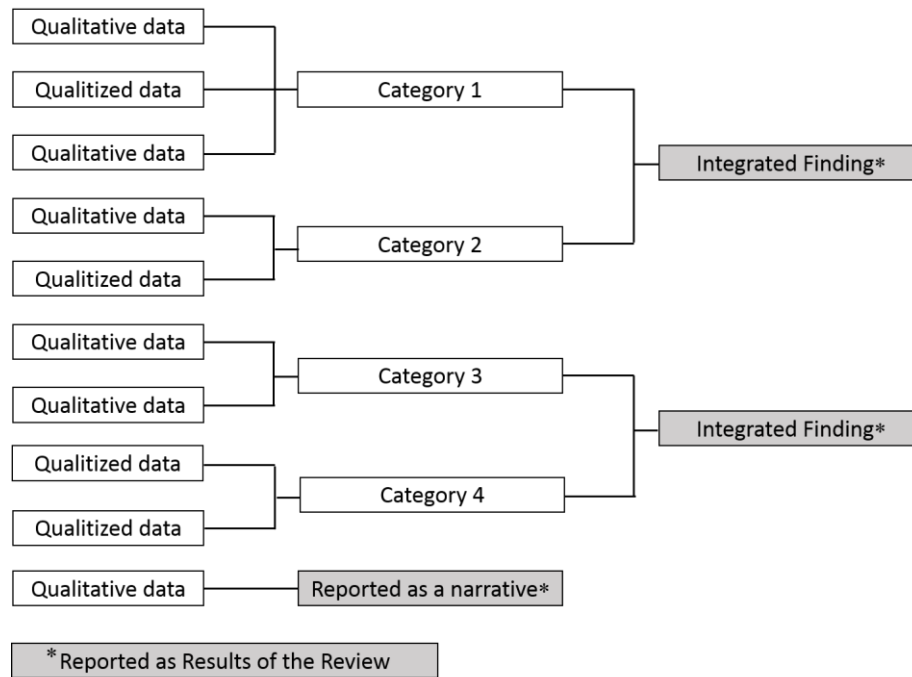 Qualitative data
Qualitized data
Category 1
Qualitative data
Integrated Finding*
Qualitative data
Category 2
Qualitized data
Qualitative data
Category 3
Qualitative data
Integrated Finding*
Qualitized data
Category 4
Qualitized data
Qualitative data
Reported as a narrative*
*Reported as Results of the Review